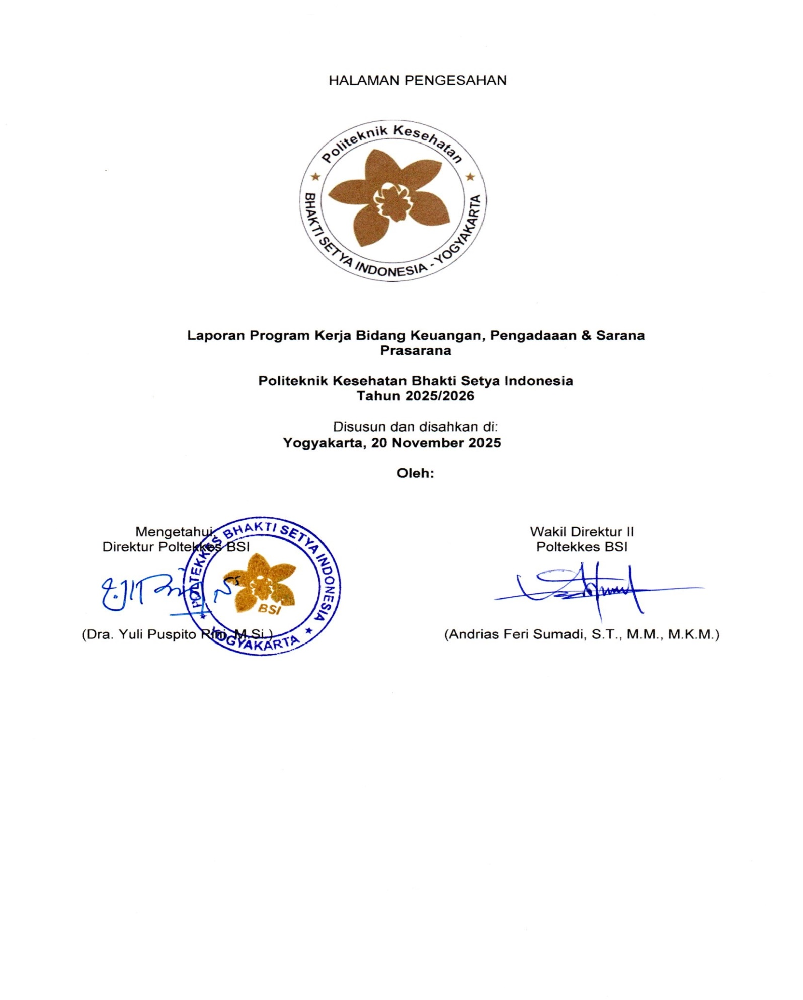 HALAMAN PENGESAHAN
Politeknik Kesehatan
BHAKTI SETYA INDONESIA - YOGYAKARTA
Laporan Program Kerja Bidang Keuangan, Pengadaaan & Sarana
Prasarana
Politeknik Kesehatan Bhakti Setya Indonesia
Tahun 2025/2026
Disusun dan disahkan di:
Yogyakarta, 20 November 2025
Oleh:
Mengetahui,
Direktur Poltekkes BSI
POLTEKKES BHAKTI SETYA INDONESIA
BSI
YOGYAKARTA
(Dra. Yuli Puspito Rini, M.Si.)
Wakil Direktur II
Poltekkes BSI
(Andrias Feri Sumadi, S.T., M.M., M.K.M.)